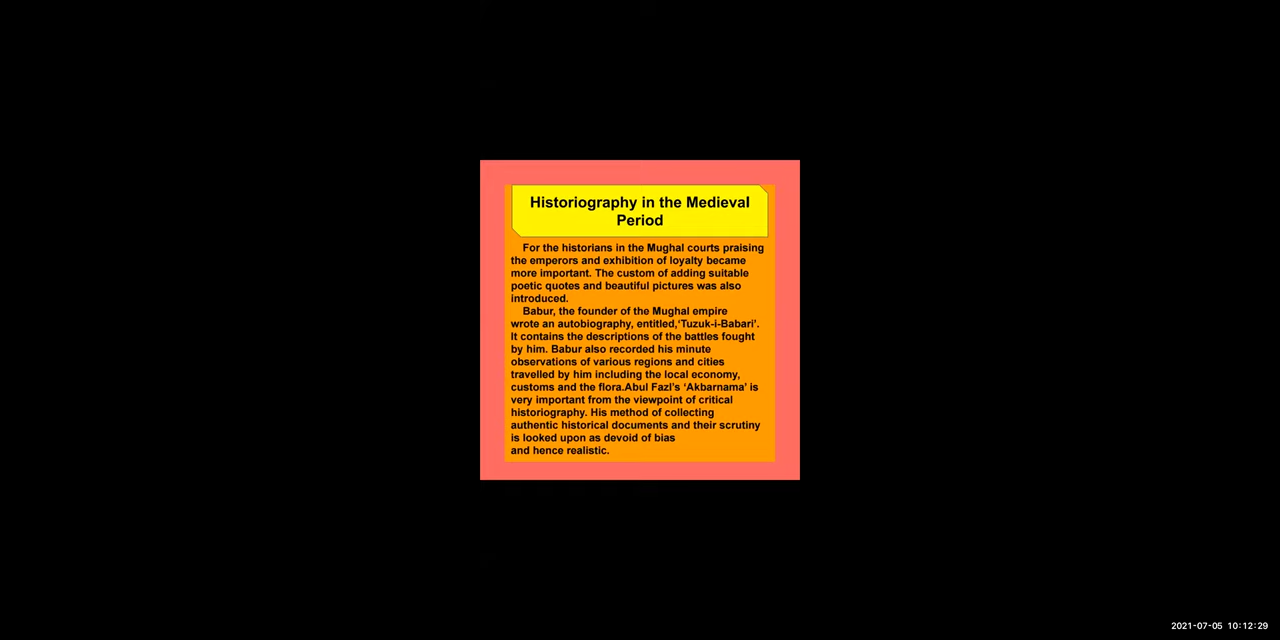 Historiography in the Medieval
Period
For the historians in the Mughal courts praising
the emperors and exhibition of loyalty became
more important. The custom of adding suitable
poetic quotes and beautiful pictures was also
introduced.
Babur, the founder of the Mughal empire
wrote an autobiography, entitled,‘Tuzuk-i-Babari’.
It contains the descriptions of the battles fought
by him. Babur also recorded his minute
observations of various regions and cities
travelled by him including the local economy,
customs and the flora.Abul Fazl’s ‘Akbarnama’ is
very important from the viewpoint of critical
historiography. His method of collecting
authentic historical documents and their scrutiny
is looked upon as devoid of bias
and hence realistic.
2021-07-05 10:12:29